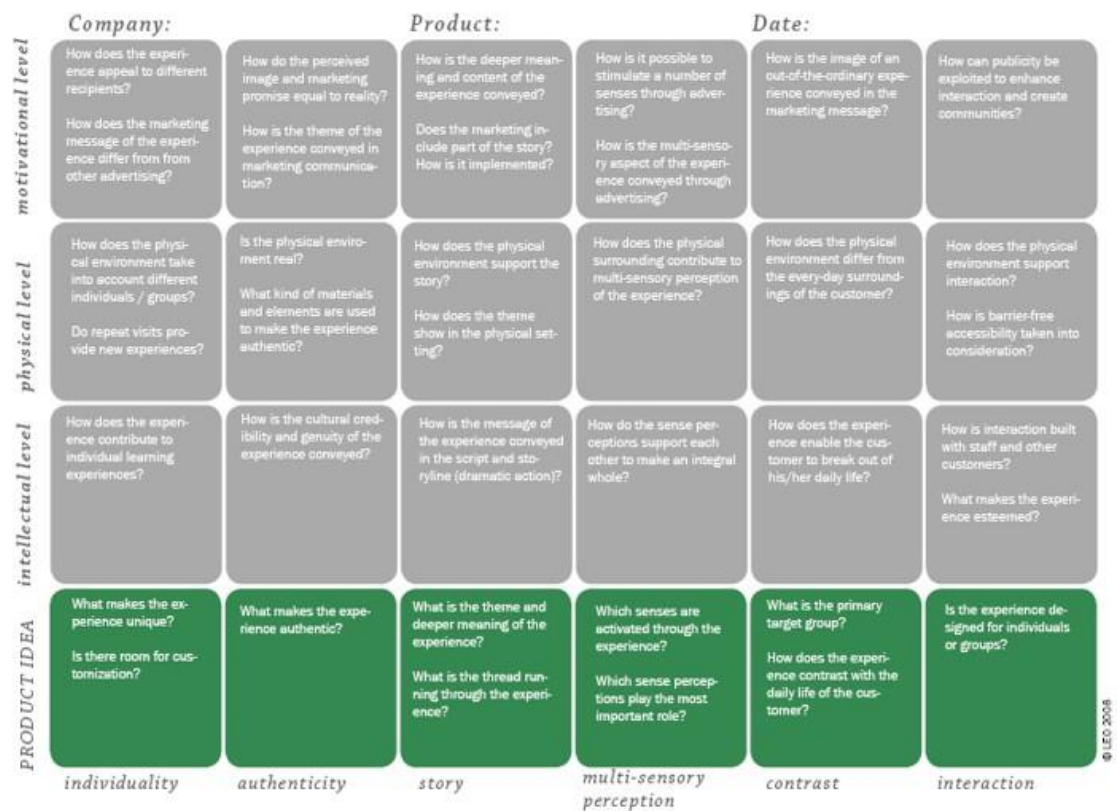 Company: Product: Date:
motivational level
How does the experi-
ence appeal to different
recipients?
How does the marketing
message of the experi-
ence differ from from
other advertising?
How do the perceived
image and marketing
promise equal to reality?
How is the theme of the
experience conveyed in
marketing communica-
tion?
How is the deeper mean-
ing and content of the
experience conveyed?
Does the marketing in-
clude part of the story?
How is it implemented?
How is it possible to
stimulate a number of
senses through adver-
tising?
How is the multi-senso-
ry aspect of the experi-
ence conveyed through
advertising?
How is the image of an
out-of-the-ordinary expe-
rience conveyed in the
marketing message?
How can publicity be
exploited to enhance
interaction and create
communities?
physical level
How does the physi-
cal environment take
into account different
individuals / groups?
Do repeat visits pro-
vide new experiences?
Is the physical enviro-
ment real?
What kind of materials
and elements are used
to make the experience
authentic?
How does the physical
environment support the
story?
How does the theme
show in the physical set-
ting?
How does the physical
surrounding contribute to
multi-sensory perception
of the experience?
How does the physical
environment differ from
the every-day surround-
ings of the customer?
How does the physical
environment support
interaction?
How is barrier-free
accessibility taken into
consideration?
intellectual level
How does the experi-
ence contribute to
individual learning
experiences?
How is the cultural cred-
ibility and genuity of the
experience conveyed?
How is the message of
the experience conveyed
in the script and sto-
ryline (dramatic action)?
How do the sense per-
ceptions support each
other to make an integral
whole?
How does the experi-
ence enable the cus-
tomer to break out of
his/her daily life?
How is interaction built
with staff and other
customers?
What makes the experi-
ence esteemed?
PRODUCT IDEA
What makes the ex-
perience unique?
Is there room for cus-
tomization?
What makes the expe-
rience authentic?
What is the theme and
deeper meaning of the
experience?
What is the thread run-
ning through the experi-
ence?
Which senses are
activated through the
experience?
Which sense percep-
tions play the most
important role?
What is the primary
target group?
How does the experi-
ence contrast with the
daily life of the cus-
tomer?
Is the experience de-
signed for individuals
or groups?
individuality
authenticity
story
multi-sensory
perception
contrast
interaction
© LEO 2008